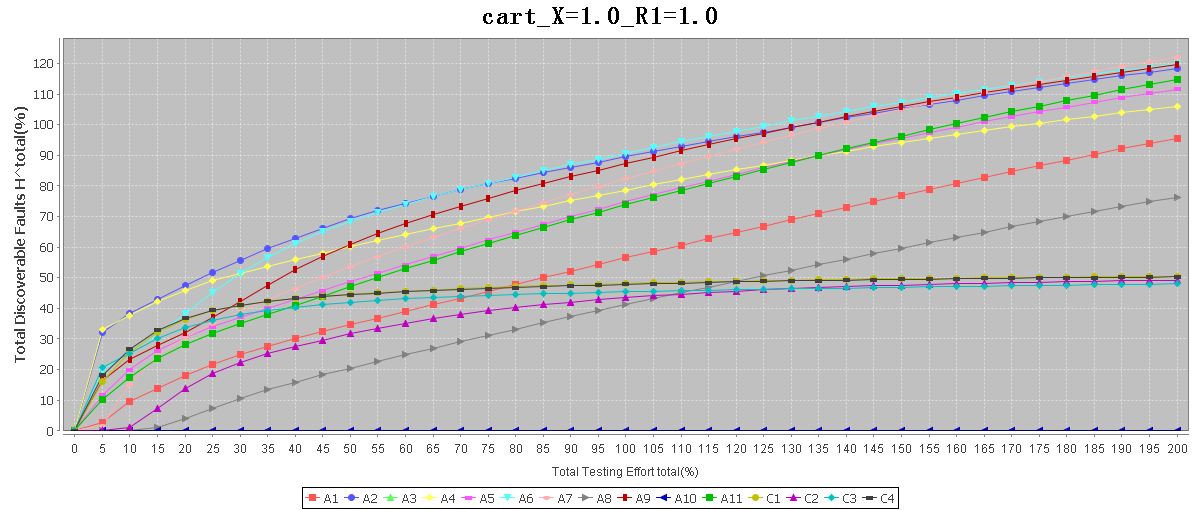 cart_X=1.0_R1=1.0
Total Discoverable Faults H^total(%)
120
110
100
90
80
70
60
50
40
30
20
10
0
0 5 10 15 20 25 30 35 40 45 50 55 60 65 70 75 80 85 90 95 100 105 110 115 120 125 130 135 140 145 150 155 160 165 170 175 180 185 190 195 200
Total Testing Effort total(%)
A1 A2 A3 A4 A5 A6 A7 A8 A9 A10 A11 C1 C2 C3 C4